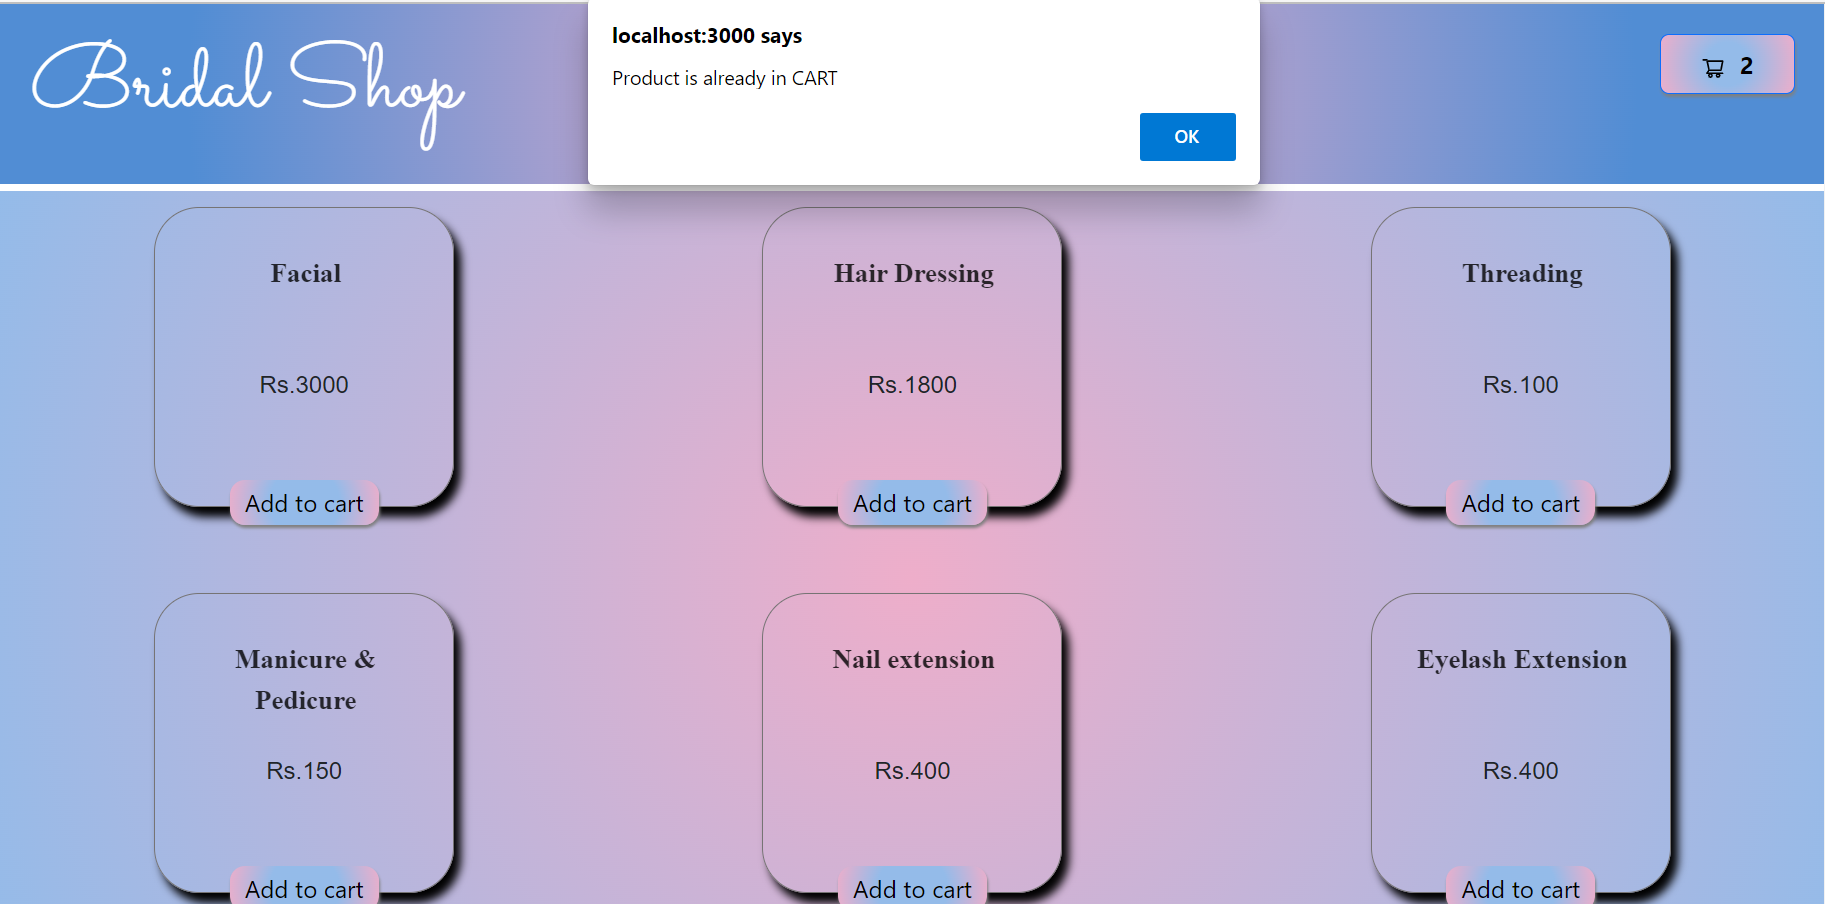 Bridal Shop
localhost:3000 says
Product is already in CART
OK
2
Facial
Rs.3000
Add to cart
Hair Dressing
Rs.1800
Add to cart
Threading
Rs.100
Add to cart
Manicure &
Pedicure
Rs.150
Add to cart
Nail extension
Rs.400
Add to cart
Eyelash Extension
Rs.400
Add to cart